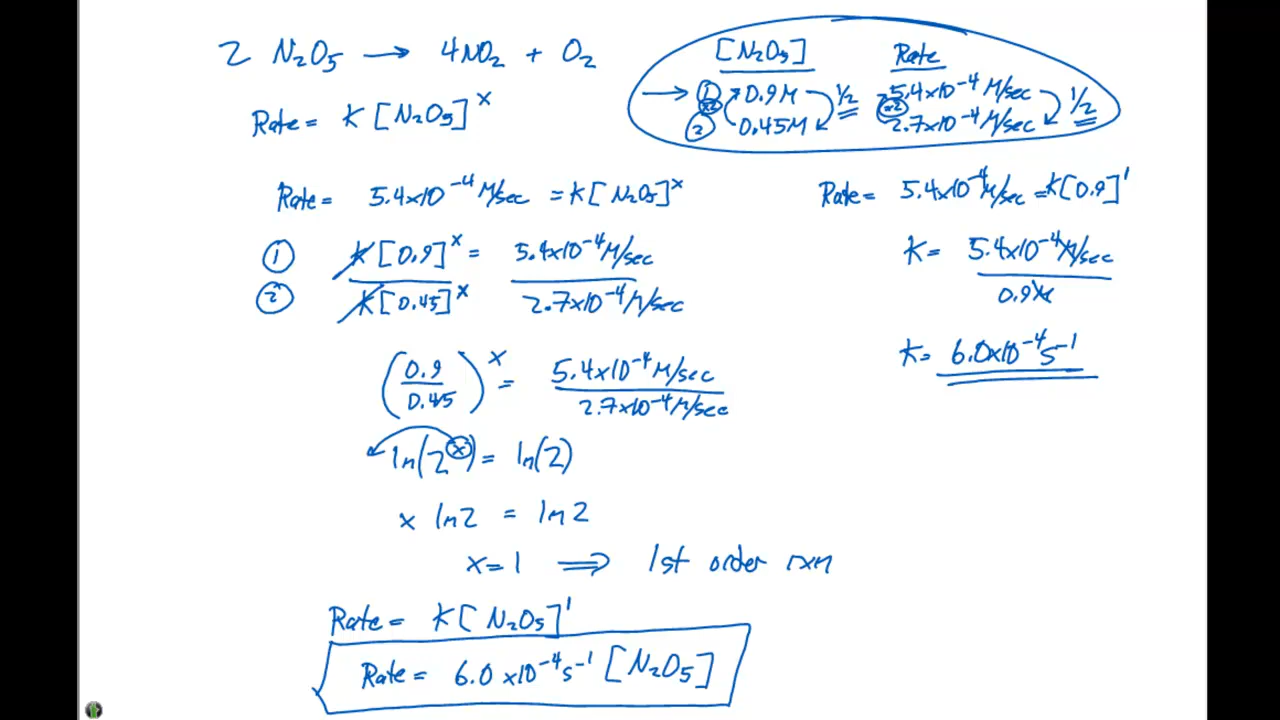 2 N₂O₅ → 4NO₂ + O₂
[N₂O₅] Rate
→ ① 0.9M 1/2 5.4x10⁻⁴ M/sec 1/2
x2 x2
② 0.45M 2.7x10⁻⁴ M/sec
Rate = K [N₂O₅]ˣ
Rate = 5.4x10⁻⁴ M/sec = K[N₂O₅]ˣ
① K[0.9]ˣ = 5.4x10⁻⁴ M/sec
② K[0.45]ˣ 2.7x10⁻⁴ M/sec
(0.9/0.45)ˣ = 5.4x10⁻⁴ M/sec
2.7x10⁻⁴ M/sec
ln(2ˣ) = ln(2)
x ln2 = ln2
x=1 ⟹ 1st order rxn
Rate = K[N₂O₅]¹
Rate = 6.0 x10⁻⁴ s⁻¹ [N₂O₅]
Rate = 5.4x10⁻⁴ M/sec = K[0.9]¹
K = 5.4x10⁻⁴ M/sec
0.9M
K = 6.0x10⁻⁴ s⁻¹